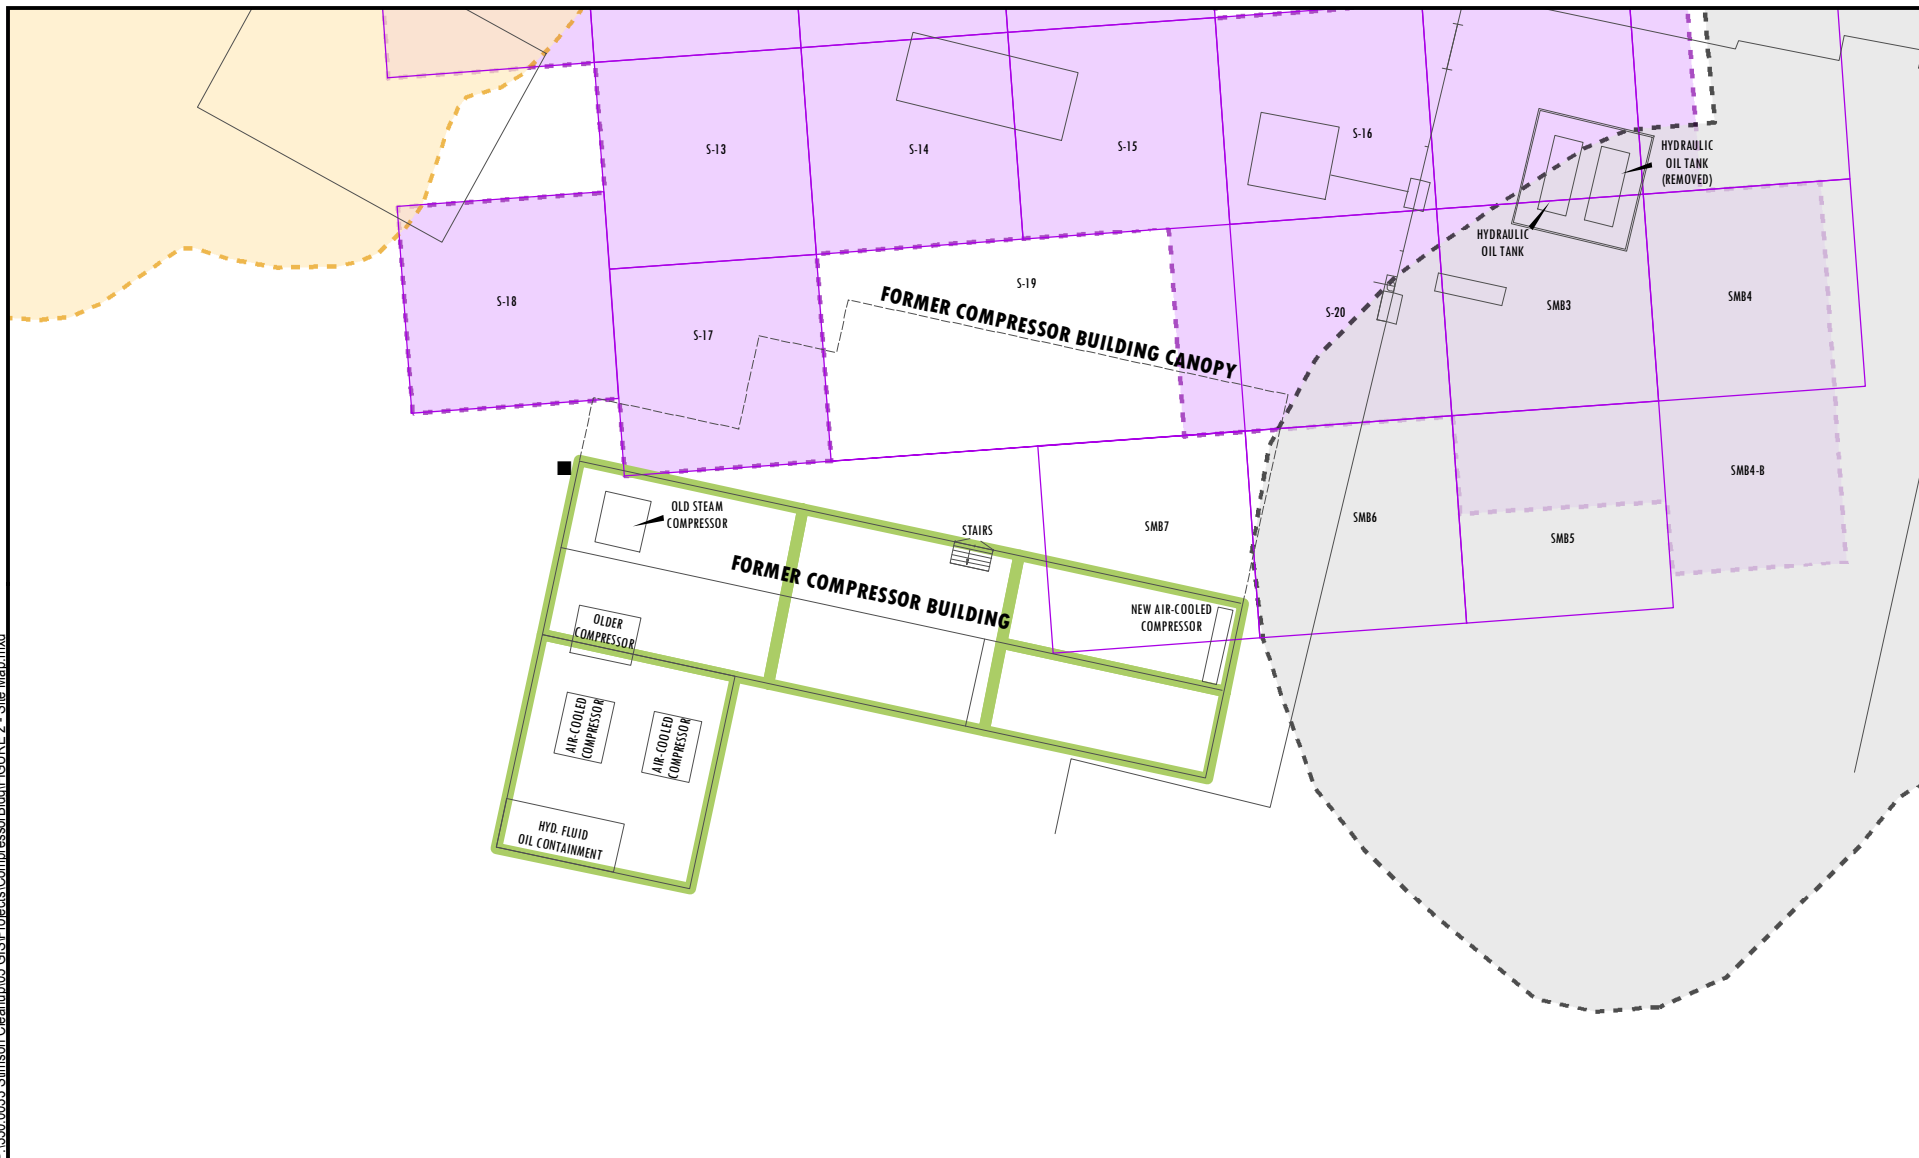 S-13
S-14
S-15
S-16
HYDRAULIC
OIL TANK
(REMOVED)
HYDRAULIC
OIL TANK
S-18
S-17
S-19
FORMER COMPRESSOR BUILDING CANOPY
S-20
SMB3
SMB4
SMB4-B
SMB7
SMB6
SMB5
OLD STEAM
COMPRESSOR
STAIRS
FORMER COMPRESSOR BUILDING
NEW AIR-COOLED
COMPRESSOR
OLDER
COMPRESSOR
AIR-COOLED
COMPRESSOR
AIR-COOLED
COMPRESSOR
HYD. FLUID
OIL CONTAINMENT